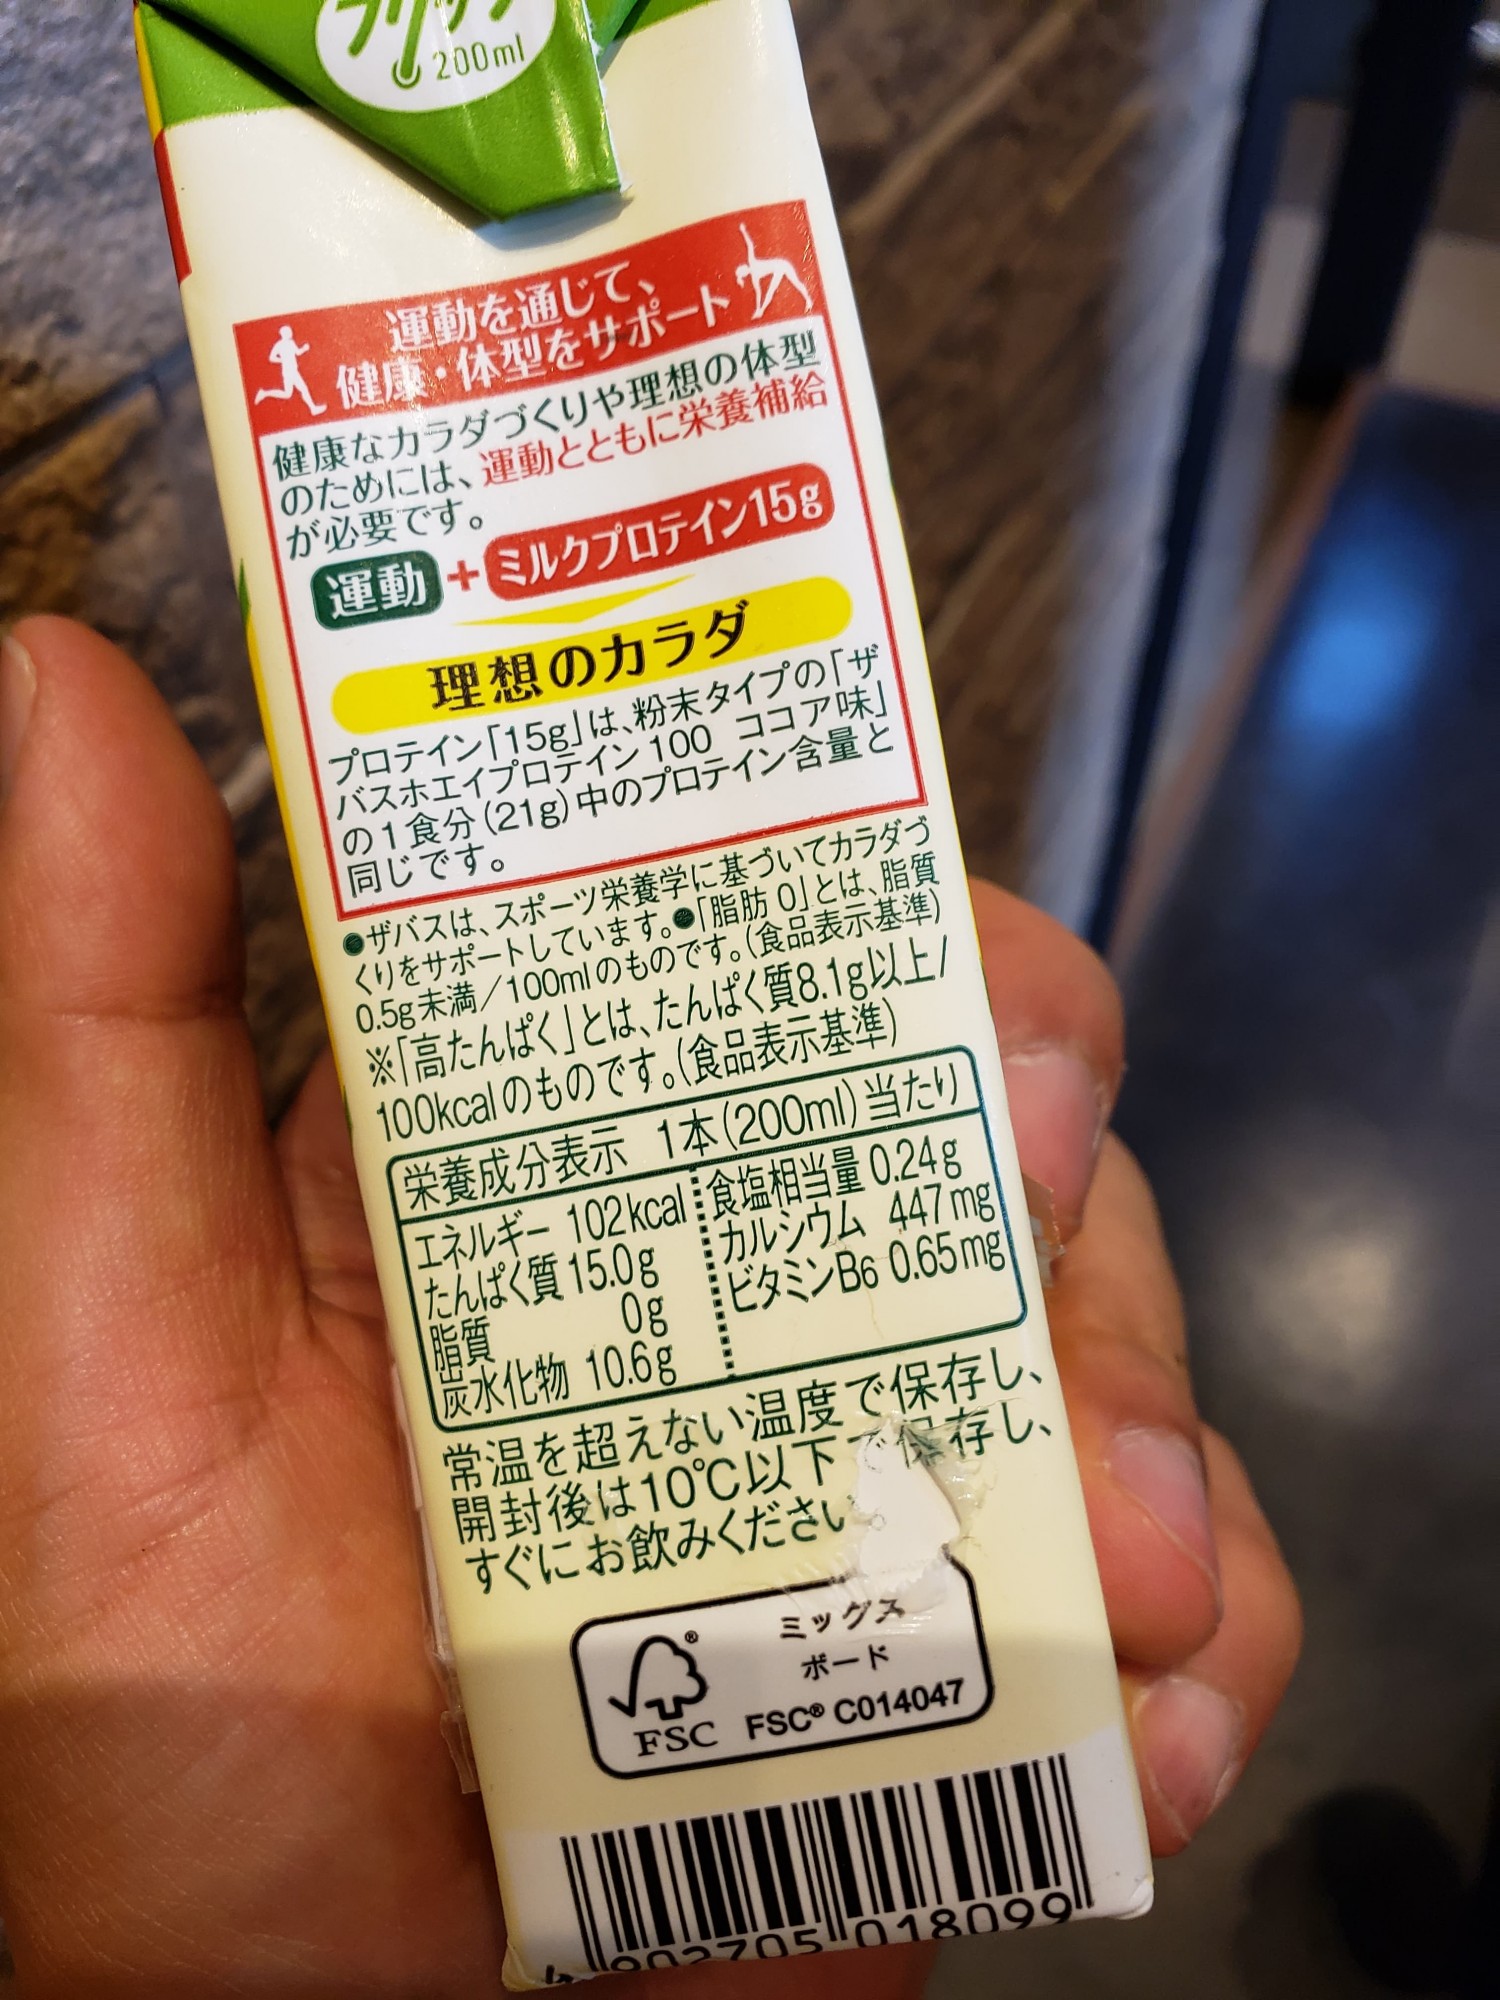 200ml
運動を通じて、
健康・体型をサポート
健康なカラダづくりや理想の体型
のためには、運動とともに栄養補給
が必要です。
運動+ミルクプロテイン15g
理想のカラダ
プロテイン「15g」は、粉末タイプの「ザ
バスホエイプロテイン100 ココア味」
の1食分(21g)中のプロテイン含量と
同じです。
●ザバスは、スポーツ栄養学に基づいてカラダづ
くりをサポートしています。●「脂肪 0」とは、脂質
0.5g未満/100mlのものです。(食品表示基準)
※「高たんぱく」とは、たんぱく質8.1g以上/
100kcalのものです。(食品表示基準)
栄養成分表示 1本(200ml)当たり
エネルギー 102kcal
たんぱく質 15.0g
脂質 0g
炭水化物 10.6g
食塩相当量 0.24g
カルシウム 447mg
ビタミンB6 0.65mg
常温を超えない温度で保存し、
開封後は10℃以下で保存し、
すぐにお飲みください
ミックス
ボード
FSC® C014047
FSC
4 902705 018099